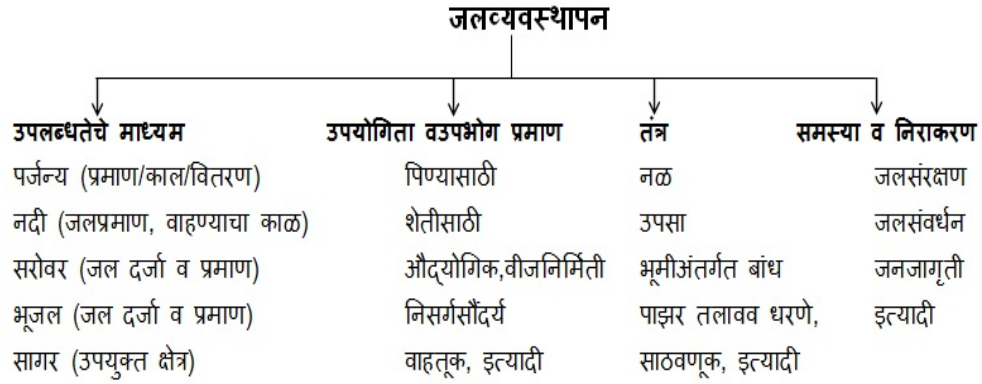 जलव्यवस्थापन
उपलब्धतेचे माध्यम उपयोगिता वउपभोग प्रमाण तंत्र समस्या व निराकरण
पर्जन्य (प्रमाण/काल/वितरण) पिण्यासाठी नळ जलसंरक्षण
नदी (जलप्रमाण, वाहण्याचा काळ) शेतीसाठी उपसा जलसंवर्धन
सरोवर (जल दर्जा व प्रमाण) औद्योगिक,वीजनिर्मिती भूमीअंतर्गत बांध जनजागृती
भूजल (जल दर्जा व प्रमाण) निसर्गसौंदर्य पाझर तलावव धरणे, इत्यादी
सागर (उपयुक्त क्षेत्र) वाहतूक, इत्यादी साठवणूक, इत्यादी